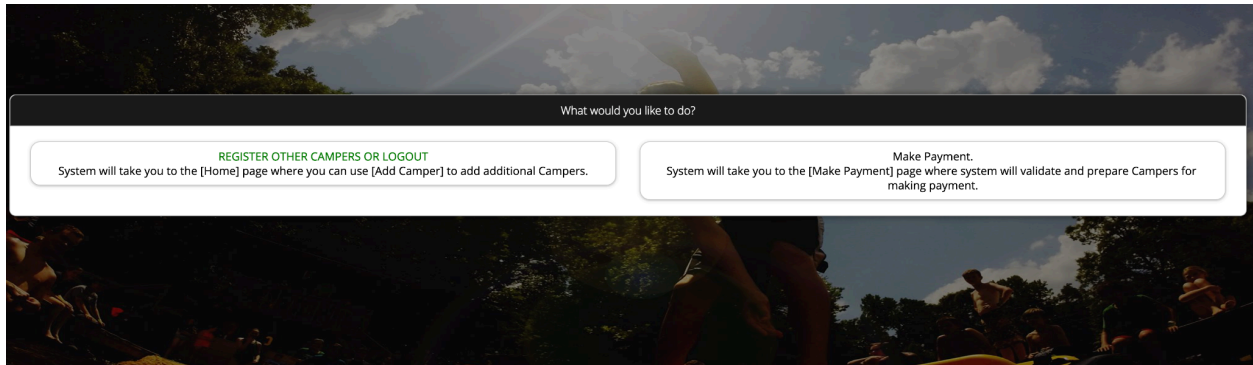 What would you like to do?
REGISTER OTHER CAMPERS OR LOGOUT
System will take you to the [Home] page where you can use [Add Camper] to add additional Campers.
Make Payment.
System will take you to the [Make Payment] page where system will validate and prepare Campers for
making payment.